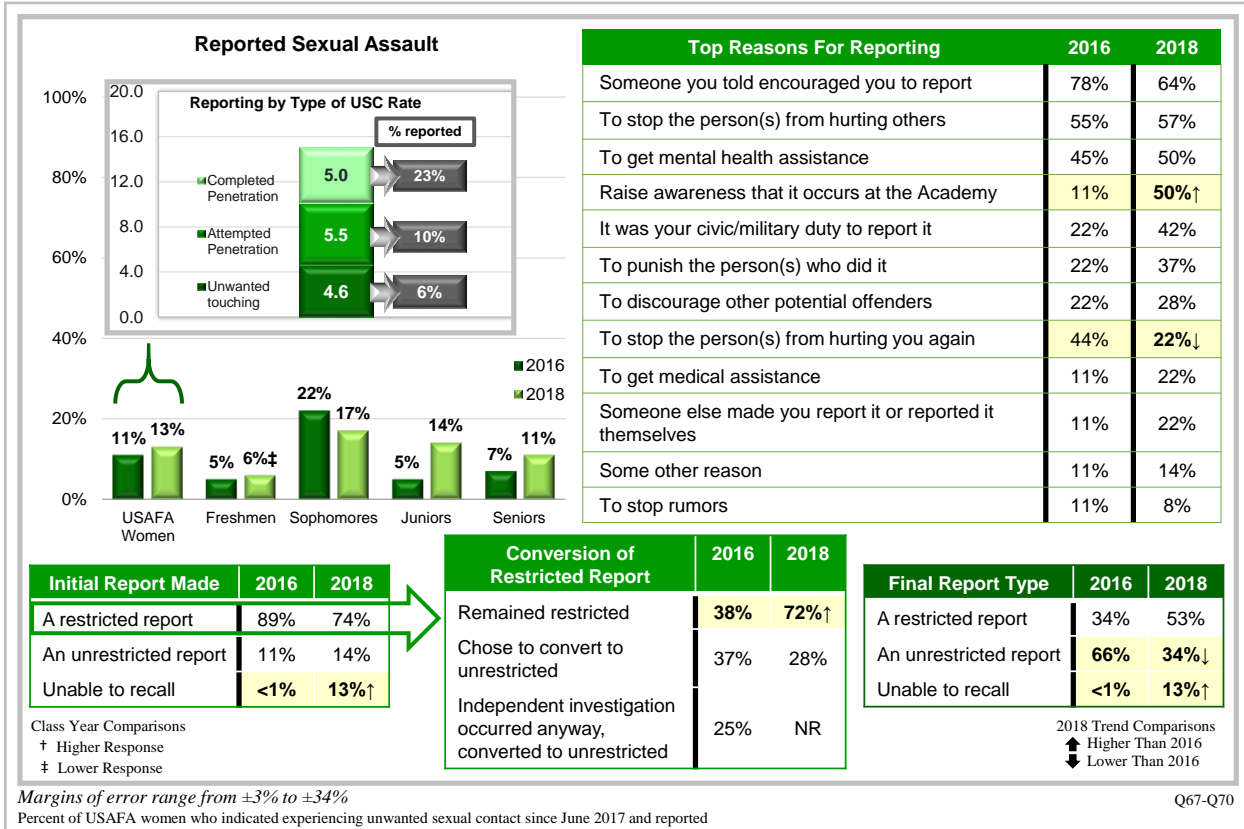 Reported Sexual Assault
100%
80%
60%
40%
20%
0%
Reporting by Type of USC Rate
% reported
20.0
16.0
12.0
8.0
4.0
0.0
Completed
Penetration
5.0
23%
Attempted
Penetration
5.5
10%
Unwanted
touching
4.6
6%
2016
2018
11% 13%
5% 6%‡
22% 17%
5% 14%
7% 11%
USAFA
Women
Freshmen Sophomores Juniors Seniors
Top Reasons For Reporting 2016 2018
Someone you told encouraged you to report 78% 64%
To stop the person(s) from hurting others 55% 57%
To get mental health assistance 45% 50%
Raise awareness that it occurs at the Academy 11% 50%↑
It was your civic/military duty to report it 22% 42%
To punish the person(s) who did it 22% 37%
To discourage other potential offenders 22% 28%
To stop the person(s) from hurting you again 44% 22%↓
To get medical assistance 11% 22%
Someone else made you report it or reported it
themselves 11% 22%
Some other reason 11% 14%
To stop rumors 11% 8%
Initial Report Made 2016 2018
A restricted report 89% 74%
An unrestricted report 11% 14%
Unable to recall <1% 13%↑
Conversion of
Restricted Report 2016 2018
Remained restricted 38% 72%↑
Chose to convert to
unrestricted 37% 28%
Independent investigation
occurred anyway,
converted to unrestricted 25% NR
Final Report Type 2016 2018
A restricted report 34% 53%
An unrestricted report 66% 34%↓
Unable to recall <1% 13%↑
Class Year Comparisons
† Higher Response
‡ Lower Response
2018 Trend Comparisons
🡅 Higher Than 2016
🡇 Lower Than 2016
Margins of error range from ±3% to ±34%
Q67-Q70
Percent of USAFA women who indicated experiencing unwanted sexual contact since June 2017 and reported